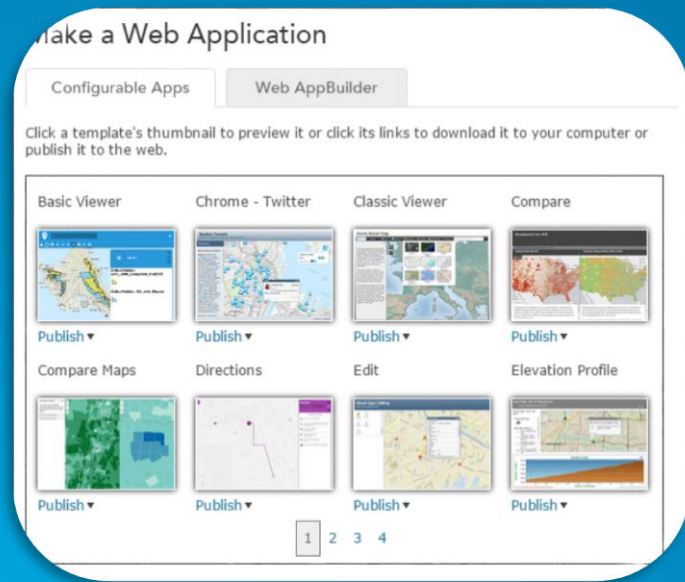 Make a Web Application
Configurable Apps
Web AppBuilder
Click a template's thumbnail to preview it or click its links to download it to your computer or
publish it to the web.
Basic Viewer
Chrome - Twitter
Classic Viewer
Compare
Publish
Publish
Publish
Publish
Compare Maps
Directions
Edit
Elevation Profile
Publish
Publish
Publish
Publish
1 2 3 4